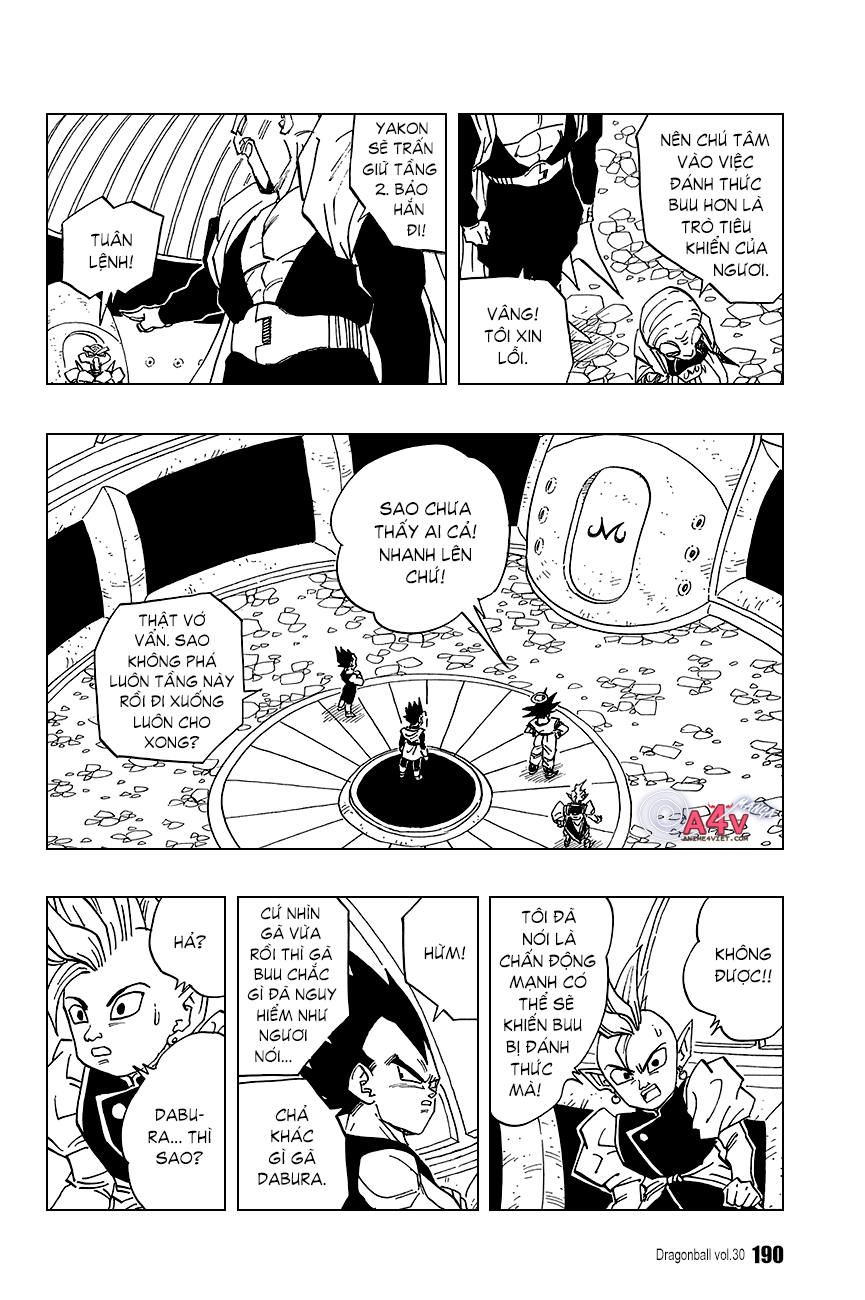 NÊN CHÚ TÂM
VÀO VIỆC
ĐÁNH THỨC
BUU HƠN LÀ
TRÒ TIÊU
KHIỂN CỦA
NGƯƠI.
VÂNG!
TÔI XIN
LỖI.
YAKON
SẼ TRẤN
GIỮ TẦNG
2. BẢO
HẮN
ĐI!
TUÂN
LỆNH!
SAO CHƯA
THẤY AI CẢ!
NHANH LÊN
CHỨ!
THẬT VỚ
VẨN. SAO
KHÔNG PHÁ
LUÔN TẦNG NÀY
RỒI ĐI XUỐNG
LUÔN CHO
XONG?
M
A4V
ANIME4VIET.COM
KHÔNG
ĐƯỢC!!
TÔI ĐÃ
NÓI LÀ
CHẤN ĐỘNG
MẠNH CÓ
THỂ SẼ
KHIẾN BUU
BỊ ĐÁNH
THỨC
MÀ!
HỪM!
CỨ NHÌN
GÃ VỪA
RỒI THÌ GÃ
BUU CHẮC
GÌ ĐÃ NGUY
HIỂM NHƯ
NGƯƠI
NÓI...
CHẢ
KHÁC
GÌ GÃ
DABURA.
HẢ?
DABU-
RA... THÌ
SAO?
Dragonball vol.30 190